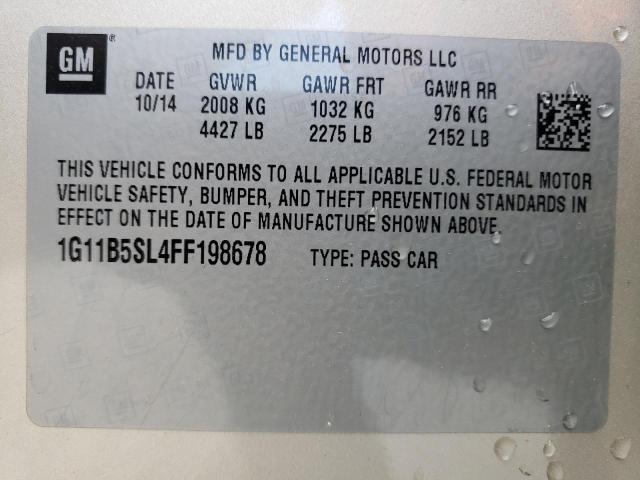 GM ®
MFD BY GENERAL MOTORS LLC
DATE GVWR GAWR FRT GAWR RR
10/14 2008 KG 1032 KG 976 KG
4427 LB 2275 LB 2152 LB
THIS VEHICLE CONFORMS TO ALL APPLICABLE U.S. FEDERAL MOTOR
VEHICLE SAFETY, BUMPER, AND THEFT PREVENTION STANDARDS IN
EFFECT ON THE DATE OF MANUFACTURE SHOWN ABOVE.
1G11B5SL4FF198678 TYPE: PASS CAR